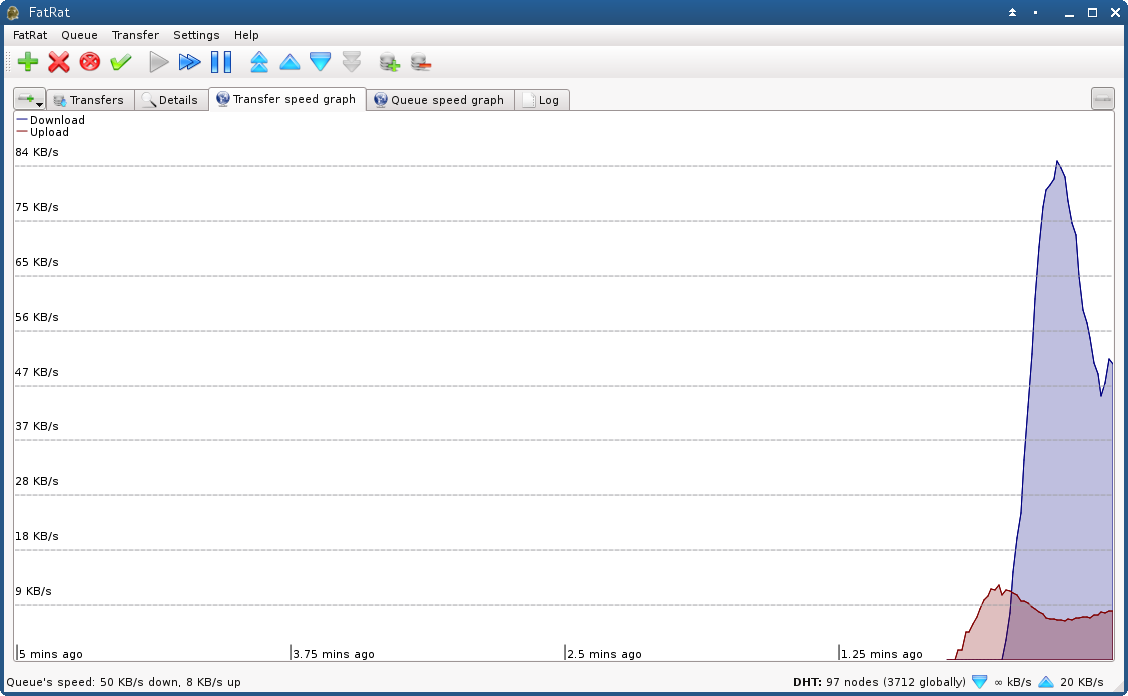 FatRat
FatRat Queue Transfer Settings Help
Transfers Details Transfer speed graph Queue speed graph Log
Download
Upload
84 KB/s
75 KB/s
65 KB/s
56 KB/s
47 KB/s
37 KB/s
28 KB/s
18 KB/s
9 KB/s
5 mins ago 3.75 mins ago 2.5 mins ago 1.25 mins ago
Queue's speed: 50 KB/s down, 8 KB/s up DHT: 97 nodes (3712 globally) ∞ kB/s 20 KB/s